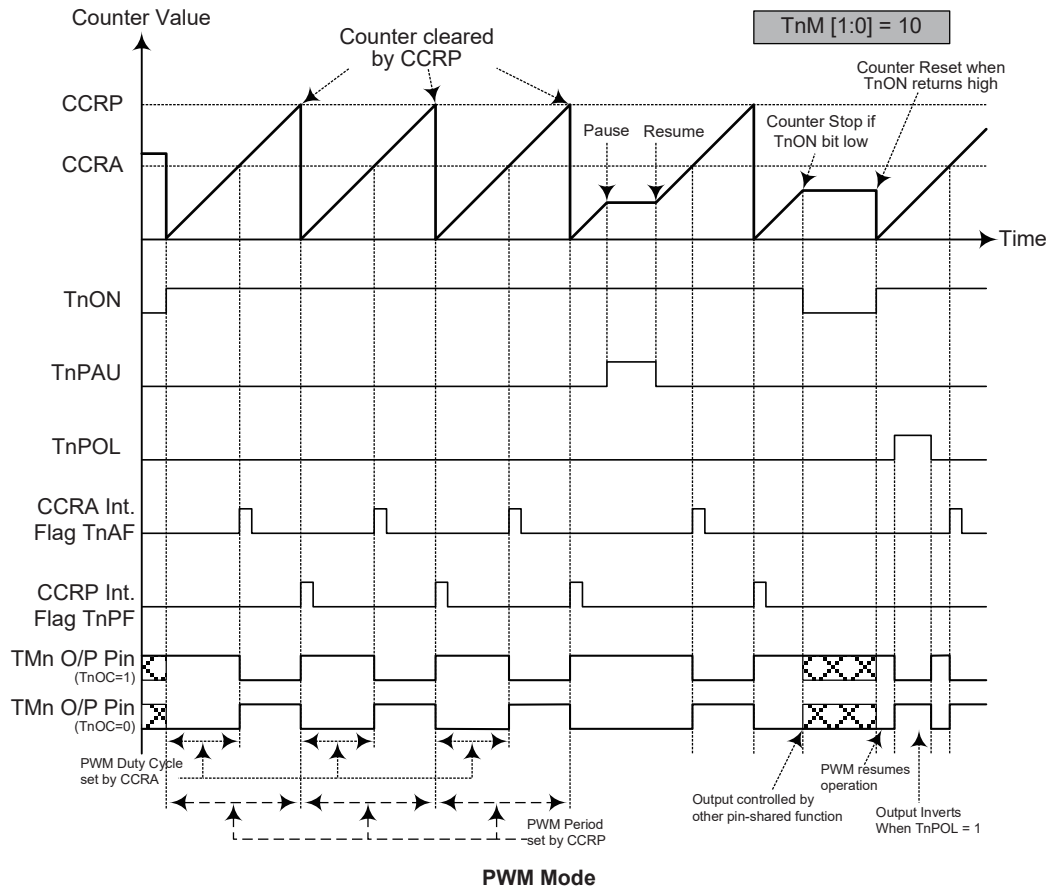 Counter Value
TnM [1:0] = 10
Counter cleared
by CCRP
Counter Reset when
TnON returns high
CCRP
Counter Stop if
TnON bit low
Pause
Resume
CCRA
Time
TnON
TnPAU
TnPOL
CCRA Int.
Flag TnAF
CCRP Int.
Flag TnPF
TMn O/P Pin
(TnOC=1)
TMn O/P Pin
(TnOC=0)
PWM Duty Cycle
set by CCRA
PWM resumes
operation
Output controlled by
other pin-shared function
Output Inverts
When TnPOL = 1
PWM Period
set by CCRP
PWM Mode